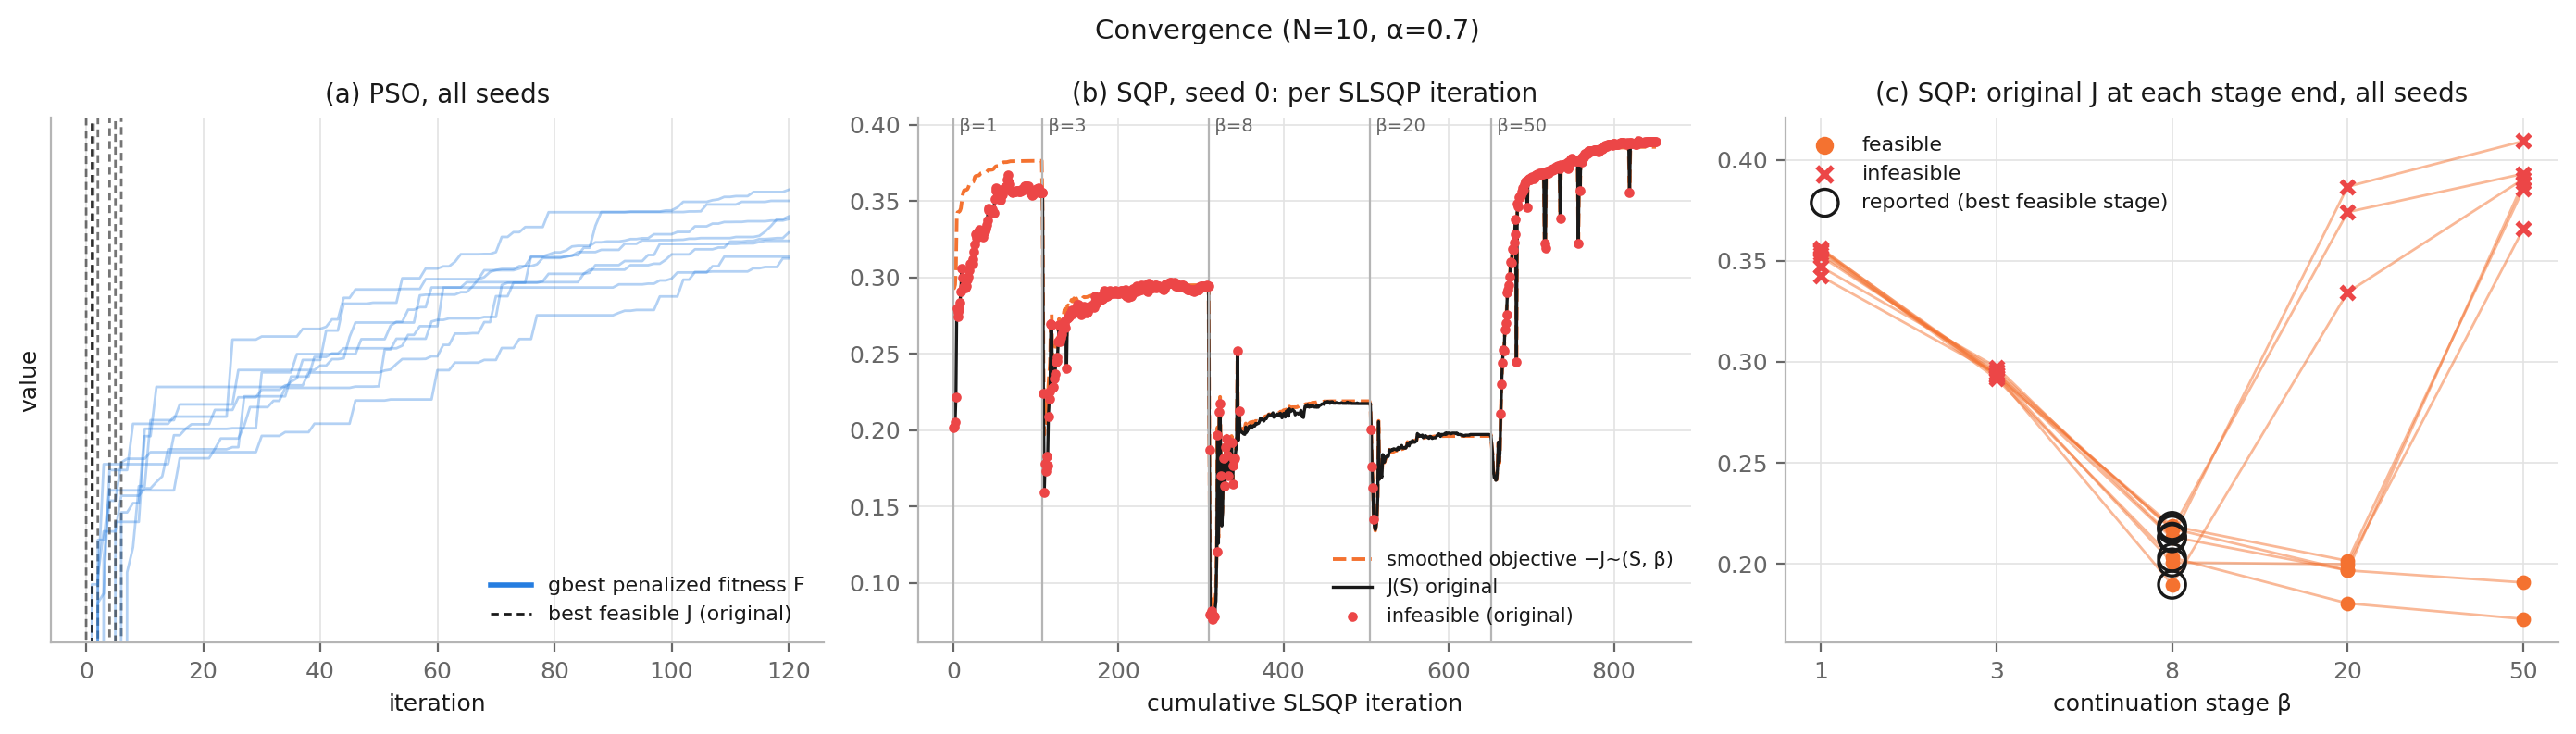 Convergence (N=10, α=0.7)
(a) PSO, all seeds
value
gbest penalized fitness F
best feasible J (original)
0 20 40 60 80 100 120
iteration
(b) SQP, seed 0: per SLSQP iteration
β=1 β=3 β=8 β=20 β=50
0.40
0.35
0.30
0.25
0.20
0.15
0.10
smoothed objective −J~(S, β)
J(S) original
infeasible (original)
0 200 400 600 800
cumulative SLSQP iteration
(c) SQP: original J at each stage end, all seeds
feasible
infeasible
reported (best feasible stage)
0.40
0.35
0.30
0.25
0.20
1 3 8 20 50
continuation stage β